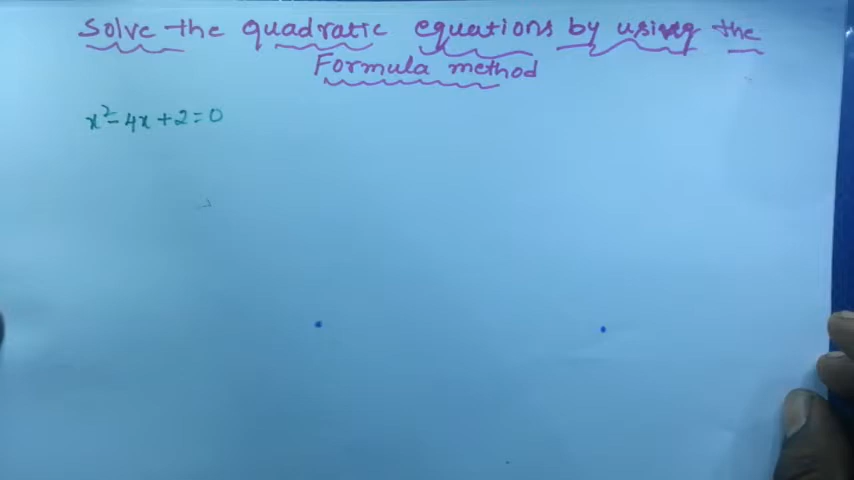 Solve the quadratic equations by using the
Formula method
x²-4x+2=0